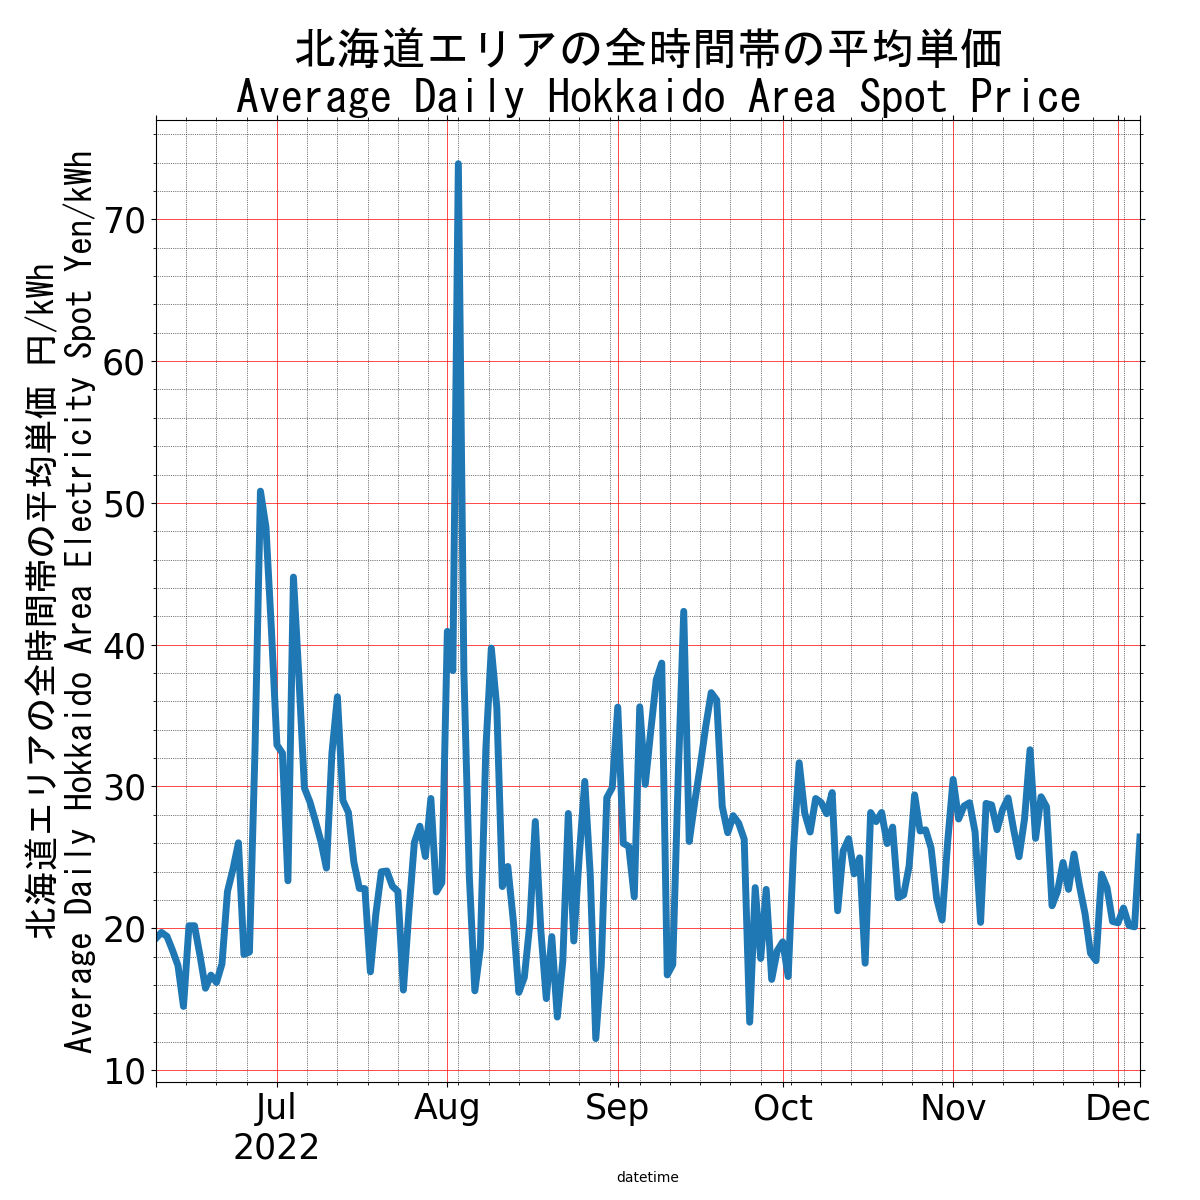 北海道エリアの全時間帯の平均単価
Average Daily Hokkaido Area Spot Price
北海道エリアの全時間帯の平均単価 円/kWh
Average Daily Hokkaido Area Electricity Spot Yen/kWh
70
60
50
40
30
20
10
Jul
2022
Aug
Sep
Oct
Nov
Dec
datetime